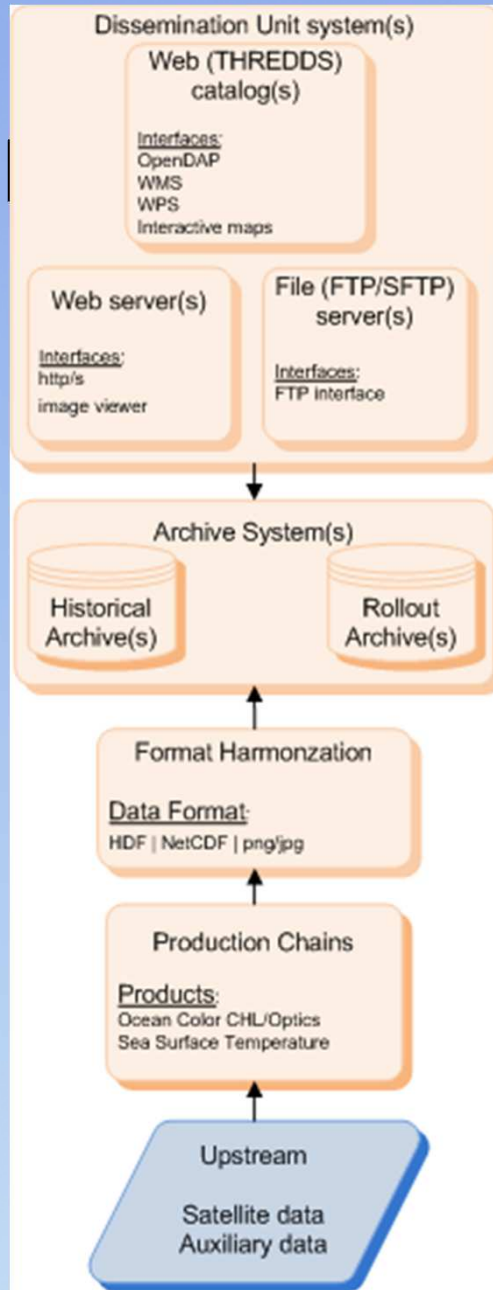 Dissemination Unit system(s)
Web (THREDDS)
catalog(s)
Interfaces:
OpenDAP
WMS
WPS
Interactive maps
Web server(s)
Interfaces:
http/s
image viewer
File (FTP/SFTP)
server(s)
Interfaces:
FTP interface
Archive System(s)
Historical
Archive(s)
Rollout
Archive(s)
Format Harmonzation
Data Format:
HDF | NetCDF | png/jpg
Production Chains
Products:
Ocean Color CHL/Optics
Sea Surface Temperature
Upstream
Satellite data
Auxiliary data